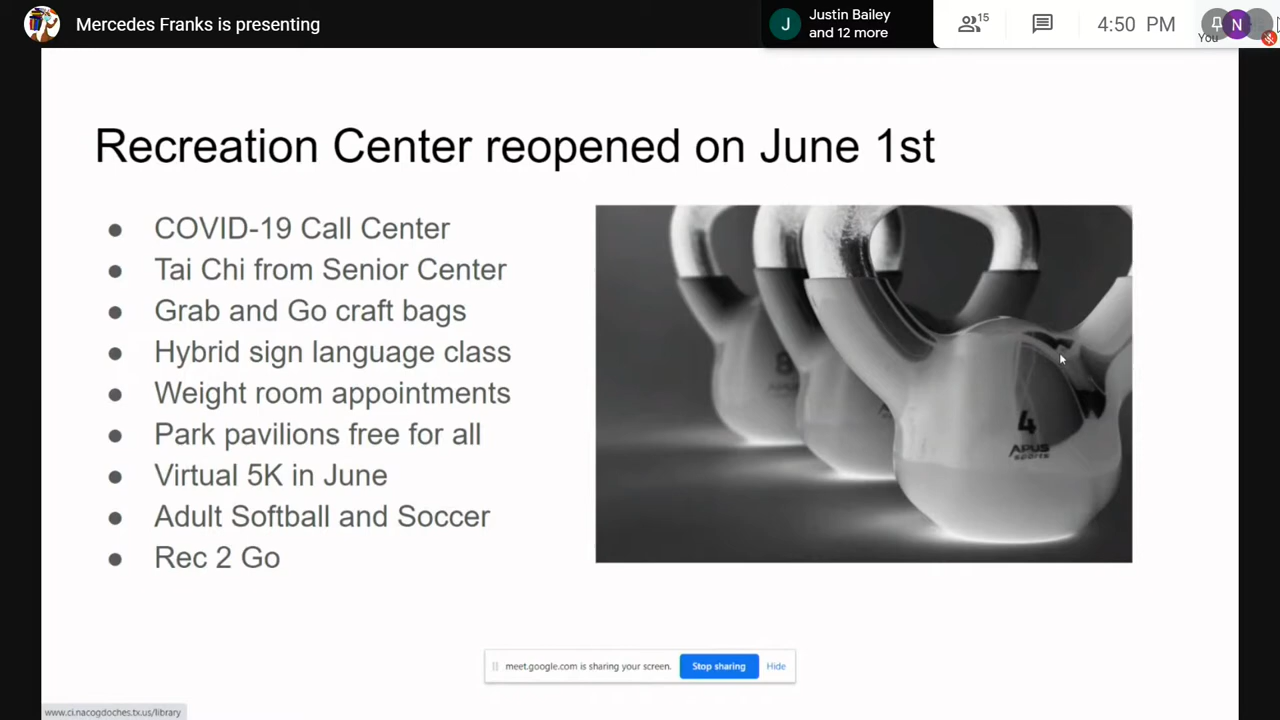 Mercedes Franks is presenting
J
Justin Bailey
and 12 more
15
4:50 PM
N
You
Recreation Center reopened on June 1st
● COVID-19 Call Center
● Tai Chi from Senior Center
● Grab and Go craft bags
● Hybrid sign language class
● Weight room appointments
● Park pavilions free for all
● Virtual 5K in June
● Adult Softball and Soccer
● Rec 2 Go
8
4
APUS
sports
meet.google.com is sharing your screen.
Stop sharing
Hide
www.ci.nacogdoches.tx.us/library